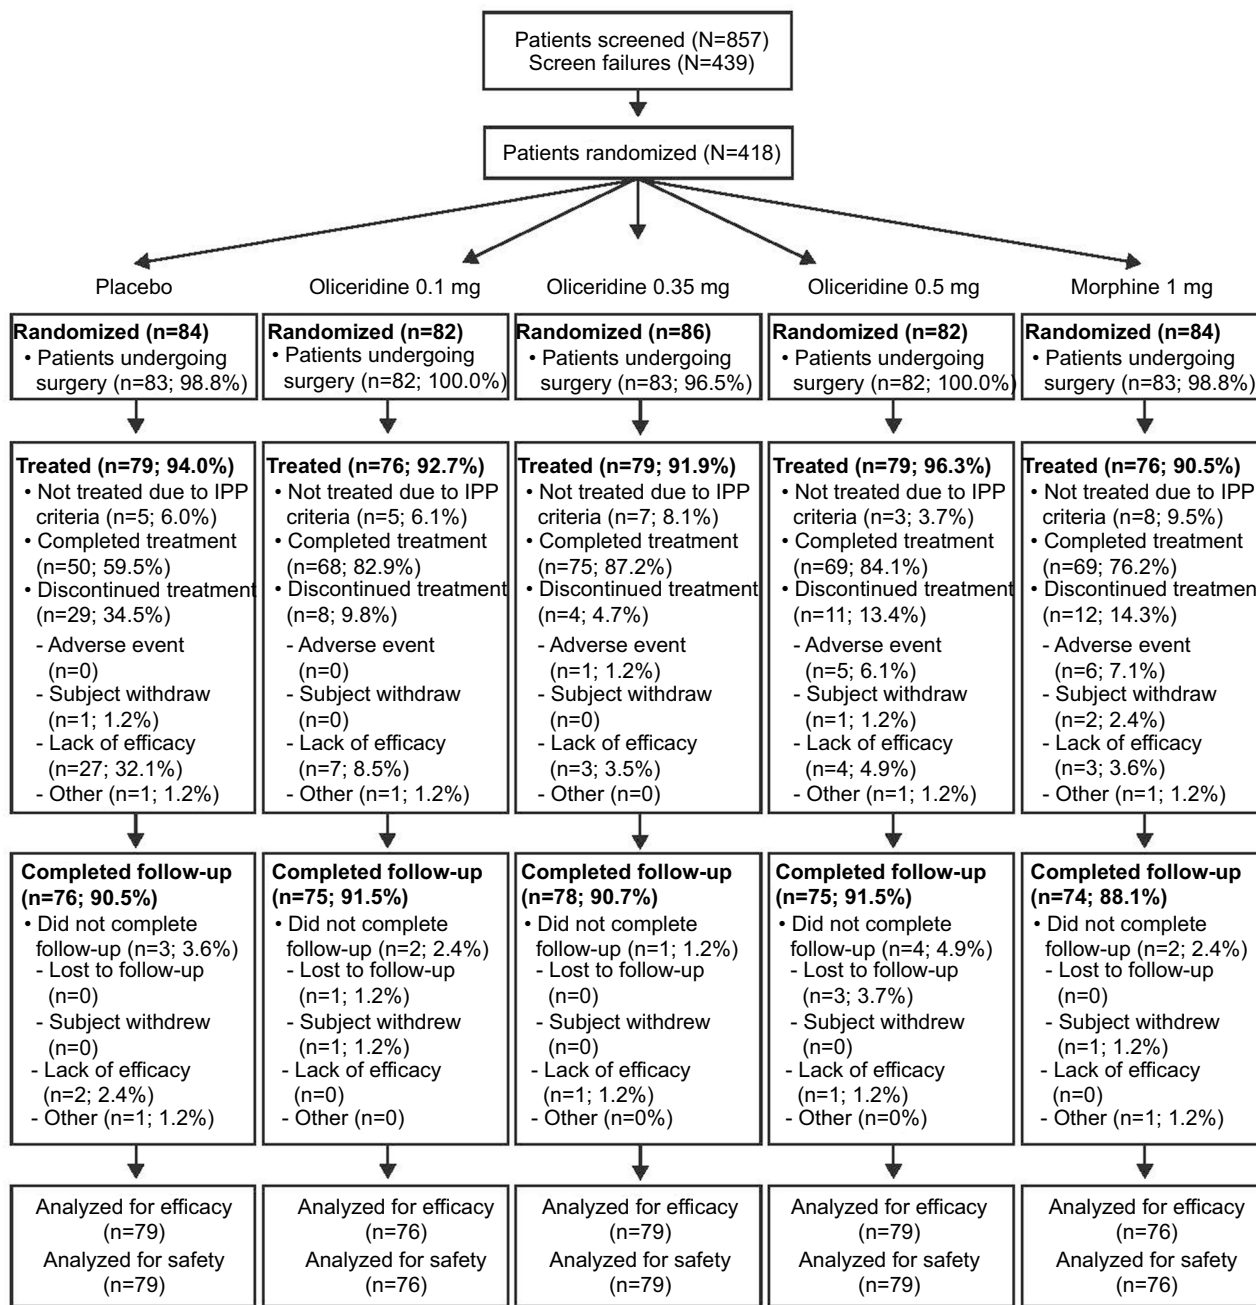 Patients screened (N=857)
Screen failures (N=439)
Patients randomized (N=418)
Placebo
Oliceridine 0.1 mg
Oliceridine 0.35 mg
Oliceridine 0.5 mg
Morphine 1 mg
Randomized (n=84)
• Patients undergoing
surgery (n=83; 98.8%)
Randomized (n=82)
• Patients undergoing
surgery (n=82; 100.0%)
Randomized (n=86)
• Patients undergoing
surgery (n=83; 96.5%)
Randomized (n=82)
• Patients undergoing
surgery (n=82; 100.0%)
Randomized (n=84)
• Patients undergoing
surgery (n=83; 98.8%)
Treated (n=79; 94.0%)
• Not treated due to IPP
criteria (n=5; 6.0%)
• Completed treatment
(n=50; 59.5%)
• Discontinued treatment
(n=29; 34.5%)
- Adverse event
(n=0)
- Subject withdraw
(n=1; 1.2%)
- Lack of efficacy
(n=27; 32.1%)
- Other (n=1; 1.2%)
Treated (n=76; 92.7%)
• Not treated due to IPP
criteria (n=5; 6.1%)
• Completed treatment
(n=68; 82.9%)
• Discontinued treatment
(n=8; 9.8%)
- Adverse event
(n=0)
- Subject withdraw
(n=0)
- Lack of efficacy
(n=7; 8.5%)
- Other (n=1; 1.2%)
Treated (n=79; 91.9%)
• Not treated due to IPP
criteria (n=7; 8.1%)
• Completed treatment
(n=75; 87.2%)
• Discontinued treatment
(n=4; 4.7%)
- Adverse event
(n=1; 1.2%)
- Subject withdraw
(n=0)
- Lack of efficacy
(n=3; 3.5%)
- Other (n=0)
Treated (n=79; 96.3%)
• Not treated due to IPP
criteria (n=3; 3.7%)
• Completed treatment
(n=69; 84.1%)
• Discontinued treatment
(n=11; 13.4%)
- Adverse event
(n=5; 6.1%)
- Subject withdraw
(n=1; 1.2%)
- Lack of efficacy
(n=4; 4.9%)
- Other (n=1; 1.2%)
Treated (n=76; 90.5%)
• Not treated due to IPP
criteria (n=8; 9.5%)
• Completed treatment
(n=69; 76.2%)
• Discontinued treatment
(n=12; 14.3%)
- Adverse event
(n=6; 7.1%)
- Subject withdraw
(n=2; 2.4%)
- Lack of efficacy
(n=3; 3.6%)
- Other (n=1; 1.2%)
Completed follow-up
(n=76; 90.5%)
• Did not complete
follow-up (n=3; 3.6%)
- Lost to follow-up
(n=0)
- Subject withdrew
(n=0)
- Lack of efficacy
(n=2; 2.4%)
- Other (n=1; 1.2%)
Completed follow-up
(n=75; 91.5%)
• Did not complete
follow-up (n=2; 2.4%)
- Lost to follow-up
(n=1; 1.2%)
- Subject withdrew
(n=1; 1.2%)
- Lack of efficacy
(n=0)
- Other (n=0)
Completed follow-up
(n=78; 90.7%)
• Did not complete
follow-up (n=1; 1.2%)
- Lost to follow-up
(n=0)
- Subject withdrew
(n=0)
- Lack of efficacy
(n=1; 1.2%)
- Other (n=0%)
Completed follow-up
(n=75; 91.5%)
• Did not complete
follow-up (n=4; 4.9%)
- Lost to follow-up
(n=3; 3.7%)
- Subject withdrew
(n=0)
- Lack of efficacy
(n=1; 1.2%)
- Other (n=0%)
Completed follow-up
(n=74; 88.1%)
• Did not complete
follow-up (n=2; 2.4%)
- Lost to follow-up
(n=0)
- Subject withdrew
(n=1; 1.2%)
- Lack of efficacy
(n=0)
- Other (n=1; 1.2%)
Analyzed for efficacy
(n=79)
Analyzed for safety
(n=79)
Analyzed for efficacy
(n=76)
Analyzed for safety
(n=76)
Analyzed for efficacy
(n=79)
Analyzed for safety
(n=79)
Analyzed for efficacy
(n=79)
Analyzed for safety
(n=79)
Analyzed for efficacy
(n=76)
Analyzed for safety
(n=76)